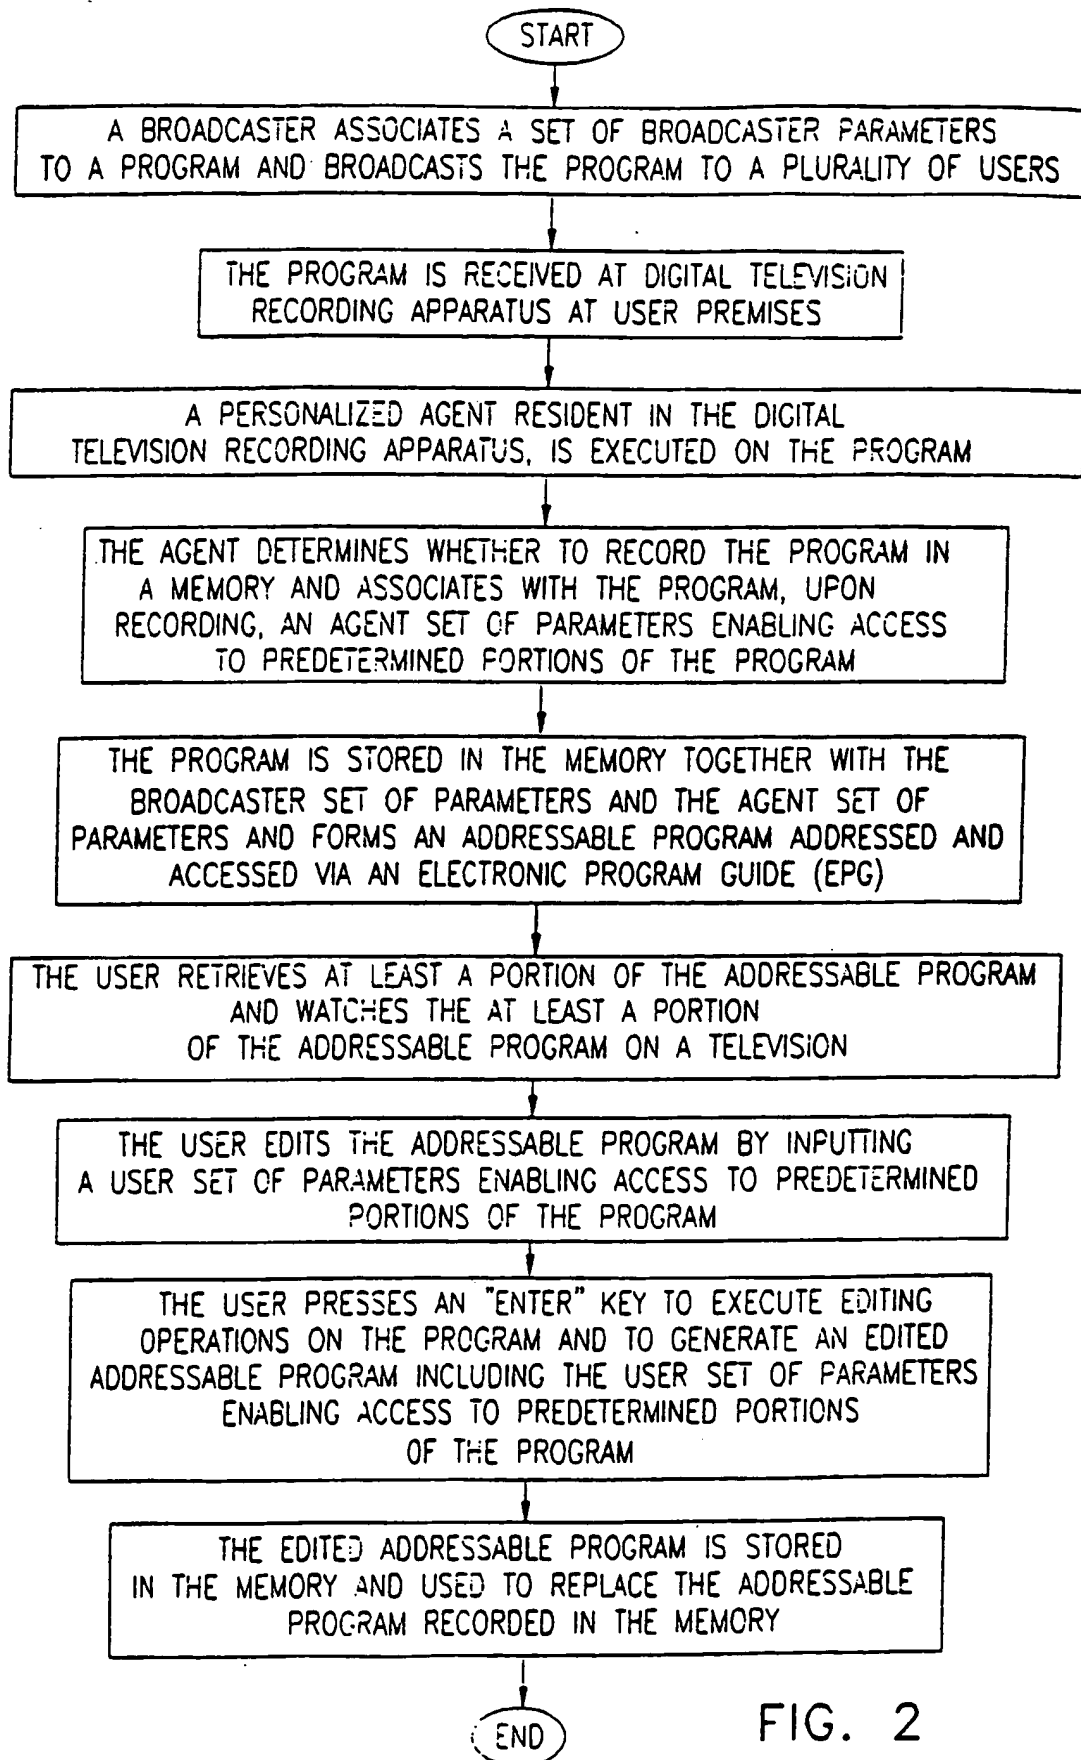 START
A BROADCASTER ASSOCIATES A SET OF BROADCASTER PARAMETERS
TO A PROGRAM AND BROADCASTS THE PROGRAM TO A PLURALITY OF USERS
THE PROGRAM IS RECEIVED AT DIGITAL TELEVISION
RECORDING APPARATUS AT USER PREMISES
A PERSONALIZED AGENT RESIDENT IN THE DIGITAL
TELEVISION RECORDING APPARATUS, IS EXECUTED ON THE PROGRAM
THE AGENT DETERMINES WHETHER TO RECORD THE PROGRAM IN
A MEMORY AND ASSOCIATES WITH THE PROGRAM, UPON
RECORDING, AN AGENT SET OF PARAMETERS ENABLING ACCESS
TO PREDETERMINED PORTIONS OF THE PROGRAM
THE PROGRAM IS STORED IN THE MEMORY TOGETHER WITH THE
BROADCASTER SET OF PARAMETERS AND THE AGENT SET OF
PARAMETERS AND FORMS AN ADDRESSABLE PROGRAM ADDRESSED AND
ACCESSED VIA AN ELECTRONIC PROGRAM GUIDE (EPG)
THE USER RETRIEVES AT LEAST A PORTION OF THE ADDRESSABLE PROGRAM
AND WATCHES THE AT LEAST A PORTION
OF THE ADDRESSABLE PROGRAM ON A TELEVISION
THE USER EDITS THE ADDRESSABLE PROGRAM BY INPUTTING
A USER SET OF PARAMETERS ENABLING ACCESS TO PREDETERMINED
PORTIONS OF THE PROGRAM
THE USER PRESSES AN "ENTER" KEY TO EXECUTE EDITING
OPERATIONS ON THE PROGRAM AND TO GENERATE AN EDITED
ADDRESSABLE PROGRAM INCLUDING THE USER SET OF PARAMETERS
ENABLING ACCESS TO PREDETERMINED PORTIONS
OF THE PROGRAM
THE EDITED ADDRESSABLE PROGRAM IS STORED
IN THE MEMORY AND USED TO REPLACE THE ADDRESSABLE
PROGRAM RECORDED IN THE MEMORY
END
FIG. 2